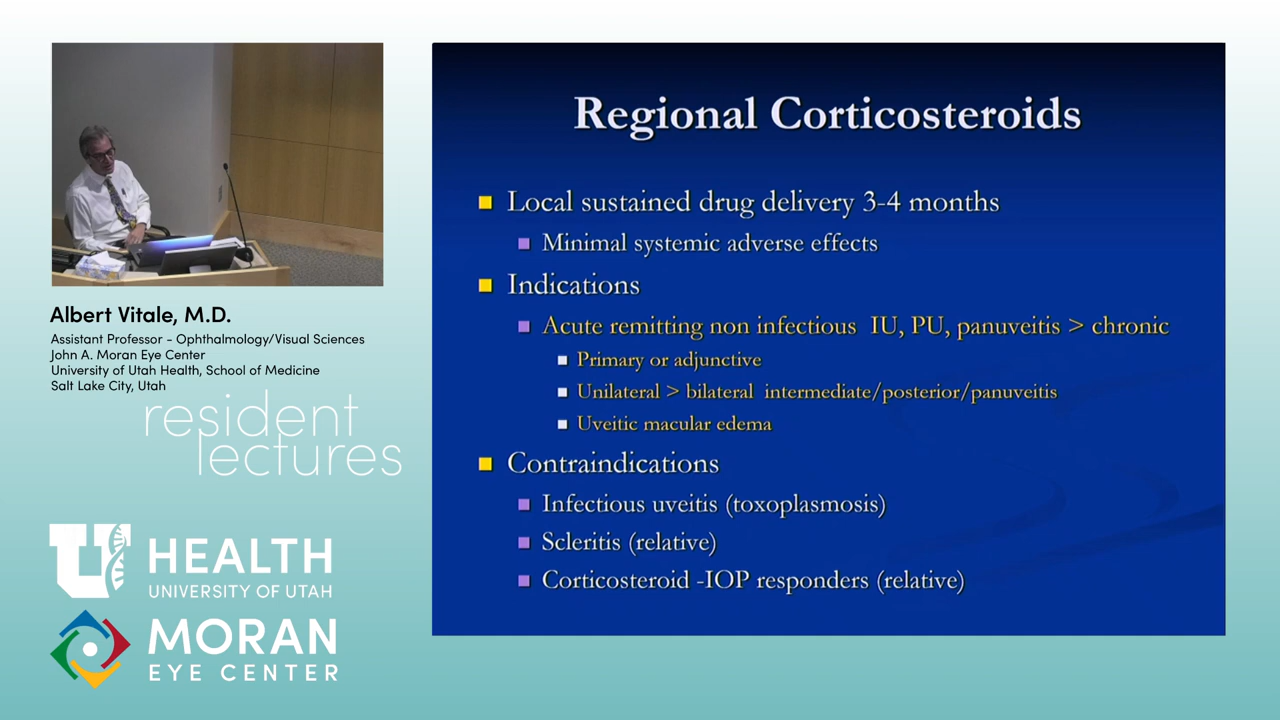 Regional Corticosteroids
Local sustained drug delivery 3-4 months
Minimal systemic adverse effects
Indications
Acute remitting non infectious IU, PU, panuveitis > chronic
Primary or adjunctive
Unilateral > bilateral intermediate/posterior/panuveitis
Uveitic macular edema
Contraindications
Infectious uveitis (toxoplasmosis)
Scleritis (relative)
Corticosteroid -IOP responders (relative)
Albert Vitale, M.D.
Assistant Professor - Ophthalmology/Visual Sciences
John A. Moran Eye Center
University of Utah Health, School of Medicine
Salt Lake City, Utah
resident
lectures
U HEALTH
UNIVERSITY OF UTAH
MORAN
EYE CENTER